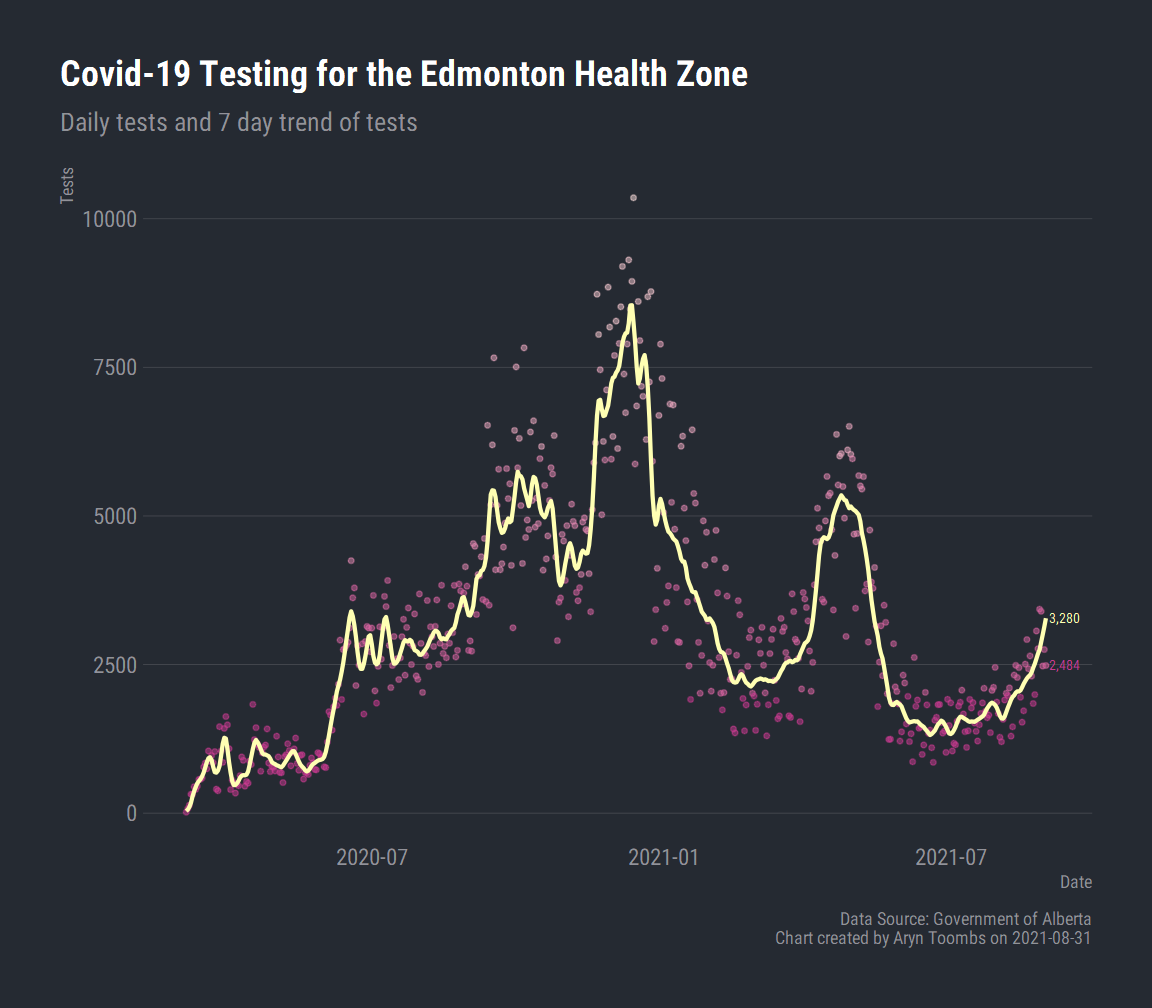 Covid-19 Testing for the Edmonton Health Zone
Daily tests and 7 day trend of tests
Tests
10000
7500
5000
2500
0
3,280
2,484
2020-07
2021-01
2021-07
Date
Data Source: Government of Alberta
Chart created by Aryn Toombs on 2021-08-31